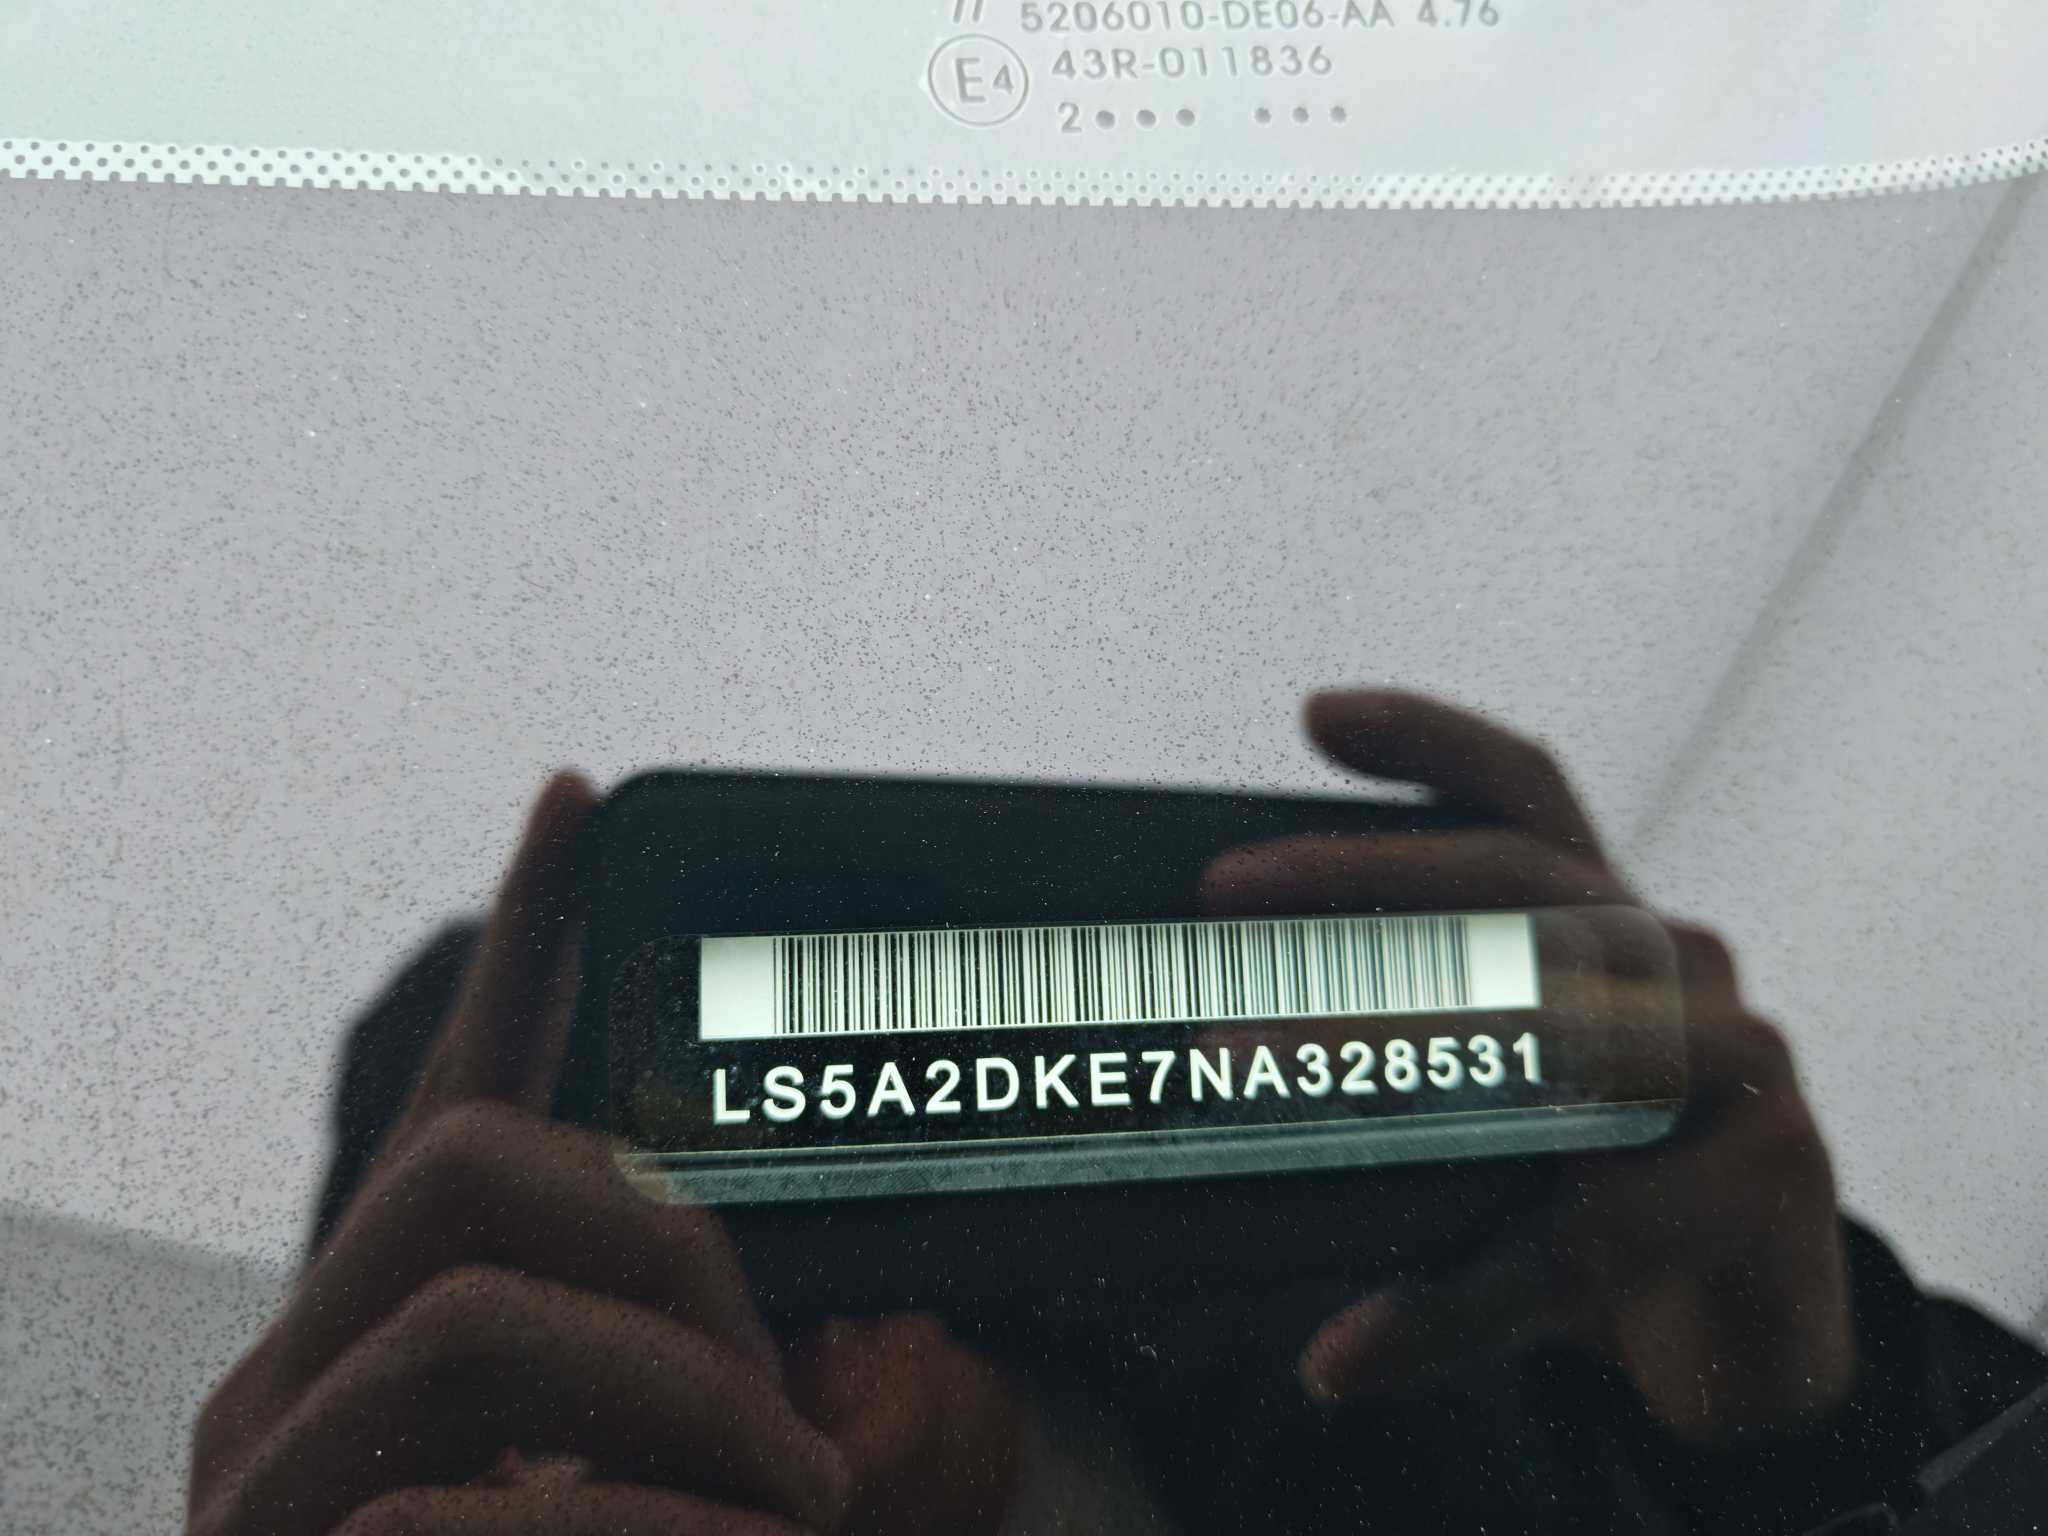 5206010-DE06-AA 4.76
E4 43R-011836
2••• •••
LS5A2DKE7NA328531